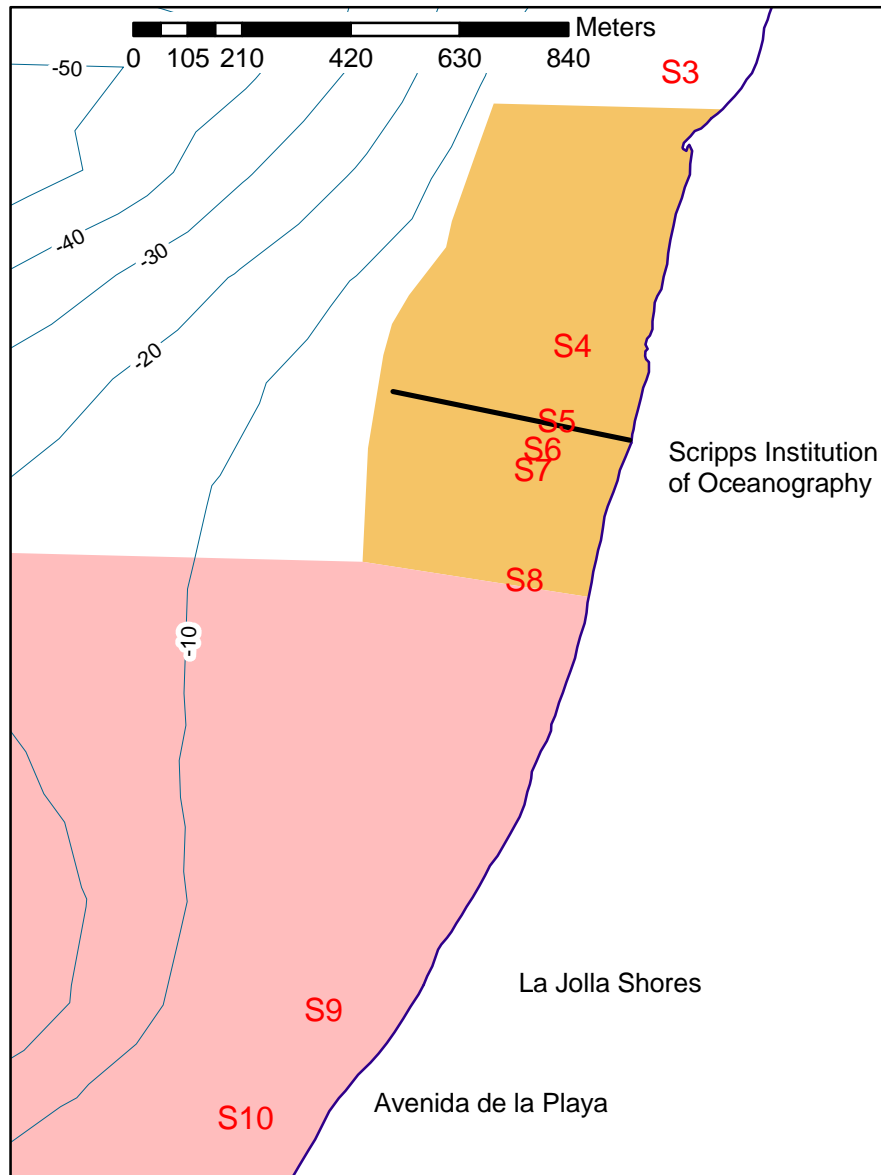 Meters
0 105 210 420 630 840
S3
-50
-40
-30
-20
S4
S5
S6
S7
Scripps Institution
of Oceanography
S8
-10
La Jolla Shores
S9
Avenida de la Playa
S10